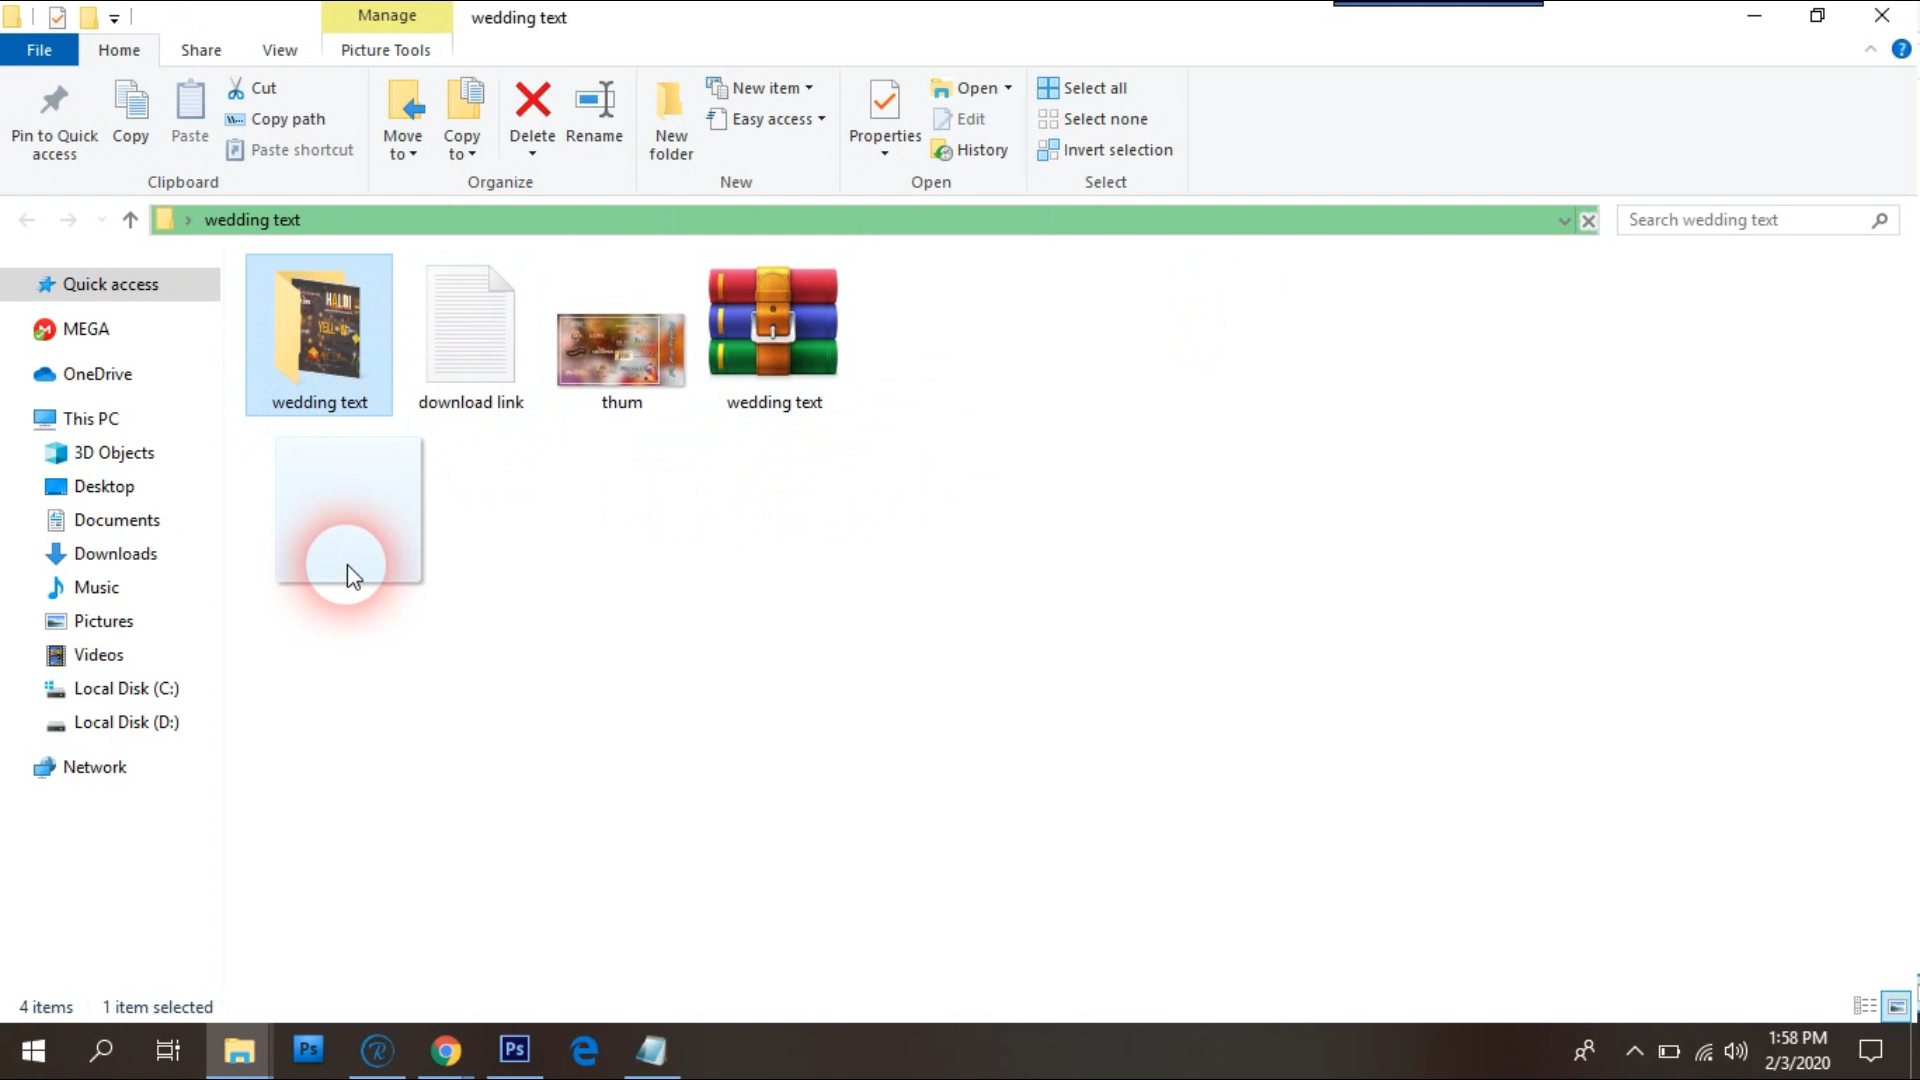 Manage
wedding text
File
Home
Share
View
Picture Tools
Pin to Quick
access
Copy
Paste
Cut
Copy path
Paste shortcut
Clipboard
Move
to
Copy
to
Delete
Rename
Organize
New
folder
New item
Easy access
New
Properties
Open
Edit
History
Open
Select all
Select none
Invert selection
Select
wedding text
Search wedding text
Quick access
MEGA
OneDrive
This PC
3D Objects
Desktop
Documents
Downloads
Music
Pictures
Videos
Local Disk (C:)
Local Disk (D:)
Network
HALDI
wedding text
download link
thum
wedding text
4 items
1 item selected
Ps
Ps
1:58 PM
2/3/2020